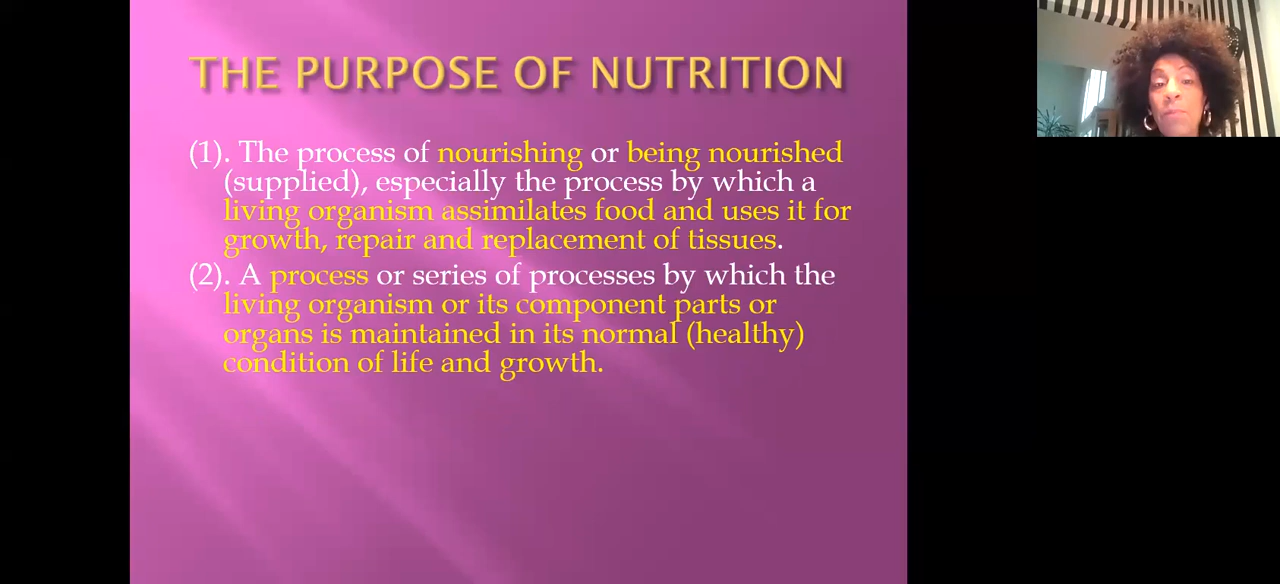 THE PURPOSE OF NUTRITION
(1). The process of nourishing or being nourished
(supplied), especially the process by which a
living organism assimilates food and uses it for
growth, repair and replacement of tissues.
(2). A process or series of processes by which the
living organism or its component parts or
organs is maintained in its normal (healthy)
condition of life and growth.